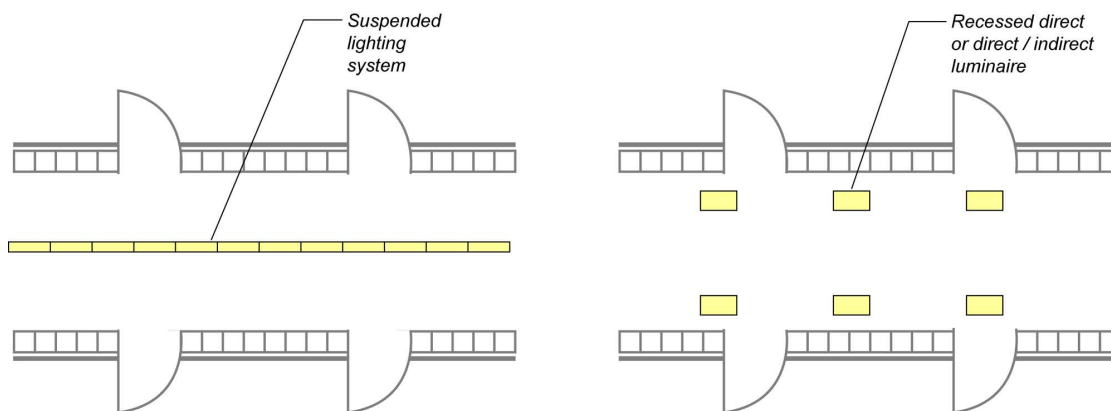 Suspended
lighting
system
Recessed direct
or direct / indirect
luminaire